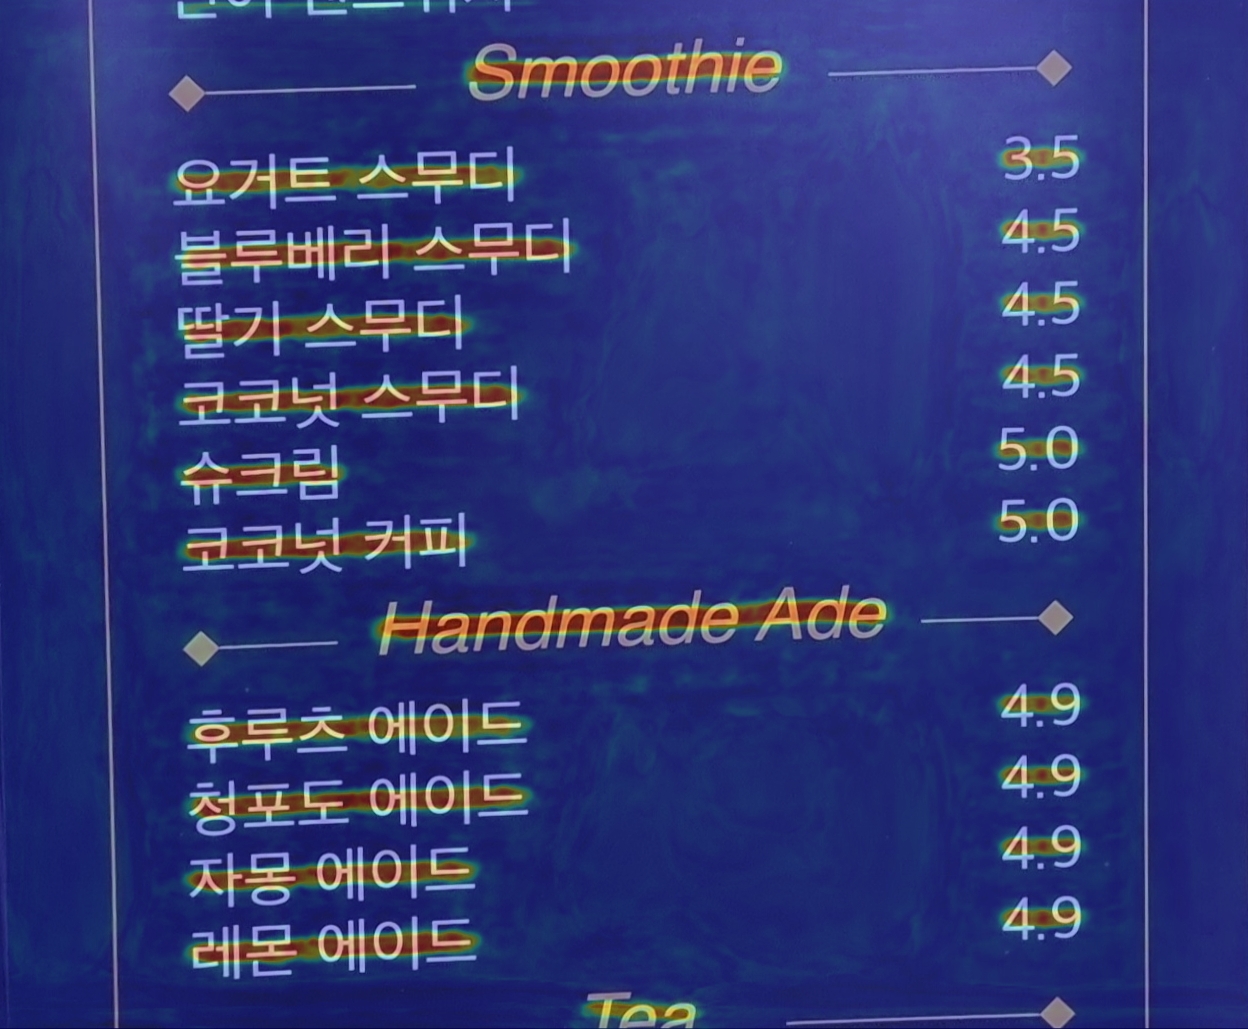 Smoothie
요거트 스무디 3.5
블루베리 스무디 4.5
딸기 스무디 4.5
코코넛 스무디 4.5
슈크림 5.0
코코넛 커피 5.0
Handmade Ade
후루츠 에이드 4.9
청포도 에이드 4.9
자몽 에이드 4.9
레몬 에이드 4.9
Tea